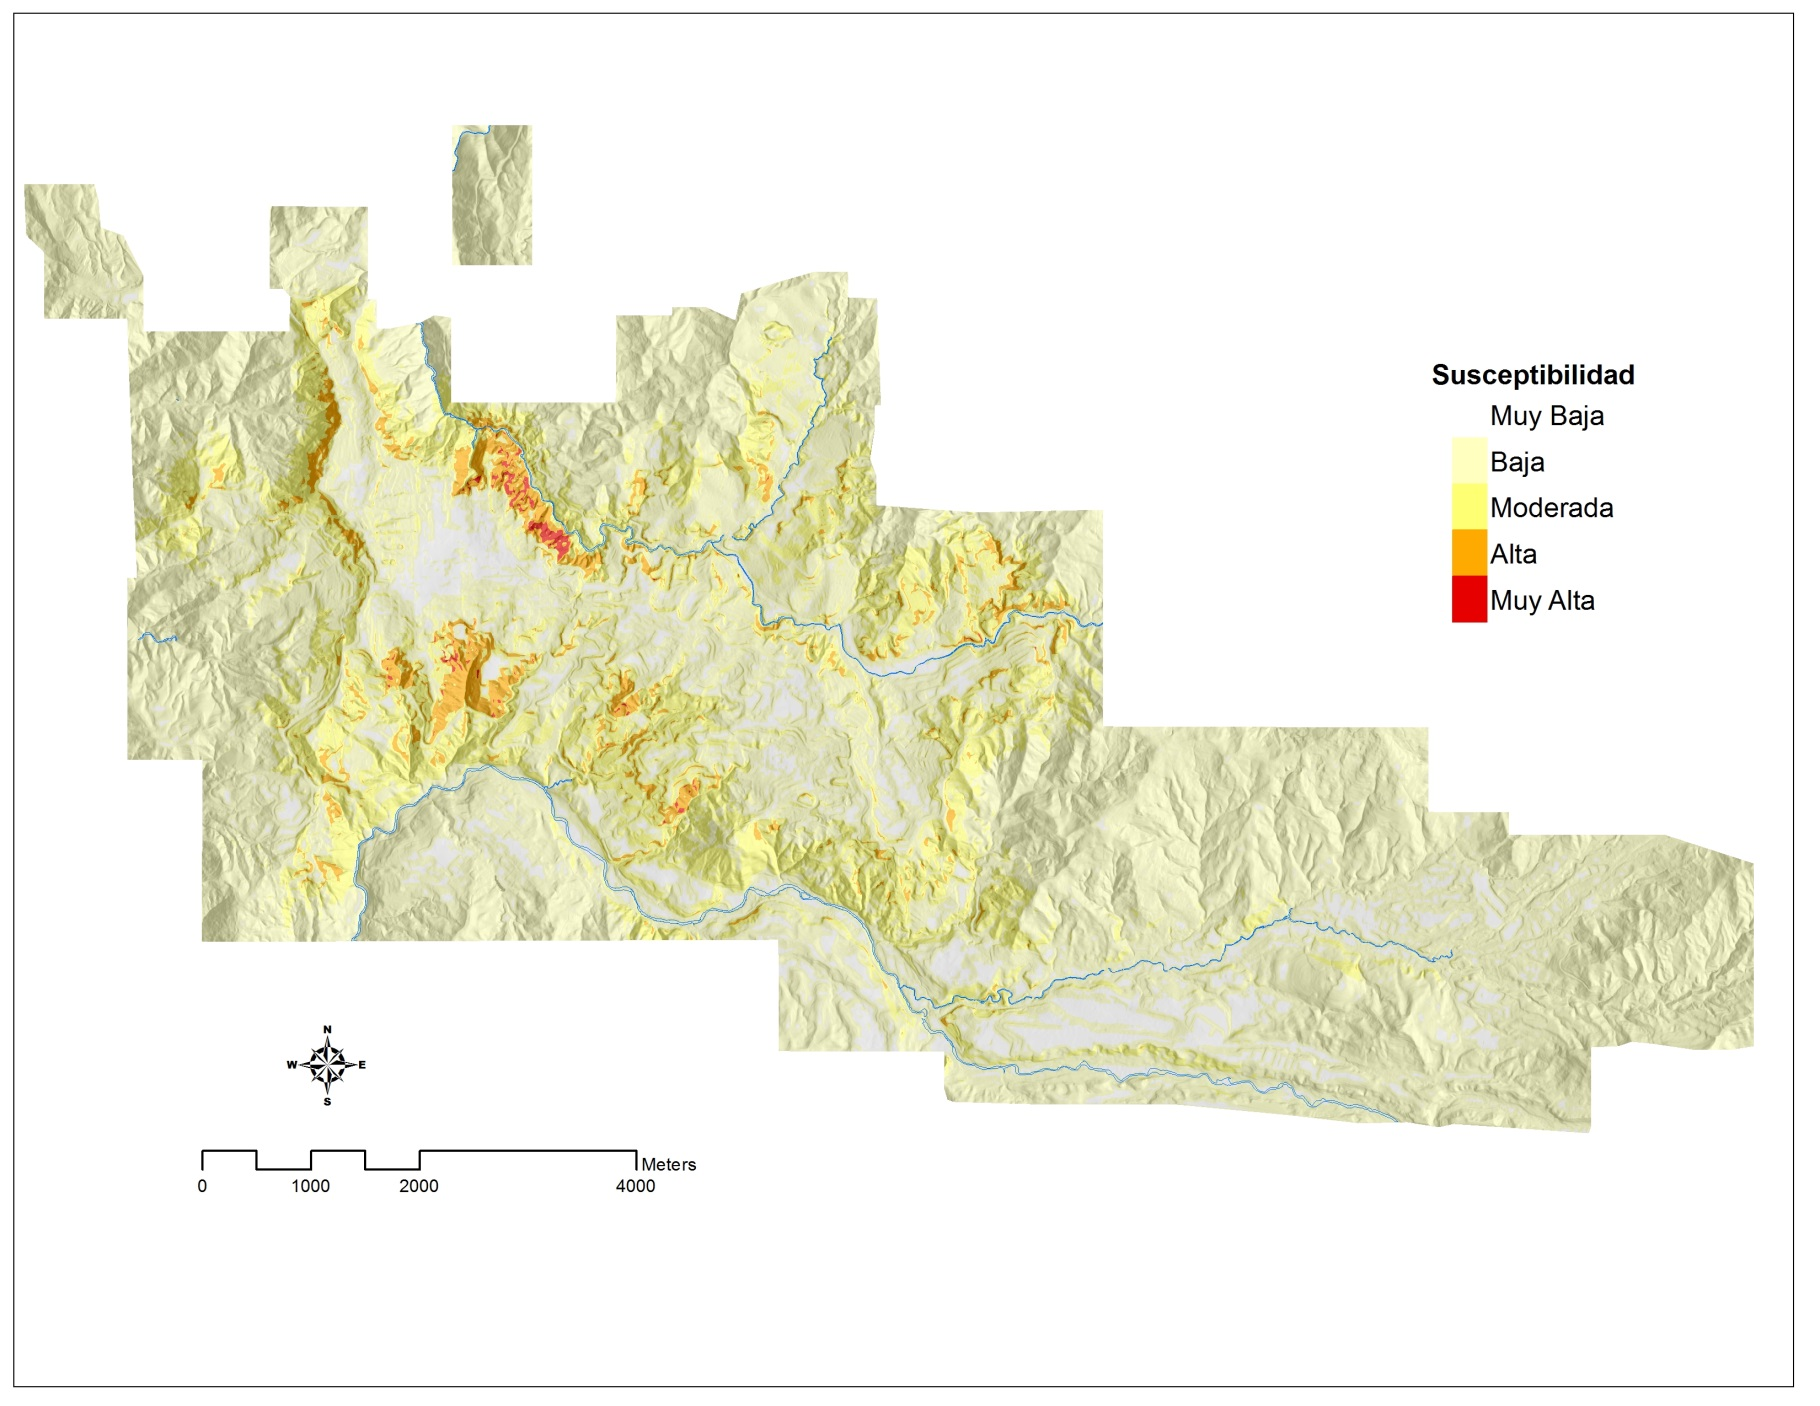 Susceptibilidad
Muy Baja
Baja
Moderada
Alta
Muy Alta
N
W E
S
Meters
0 1000 2000 4000